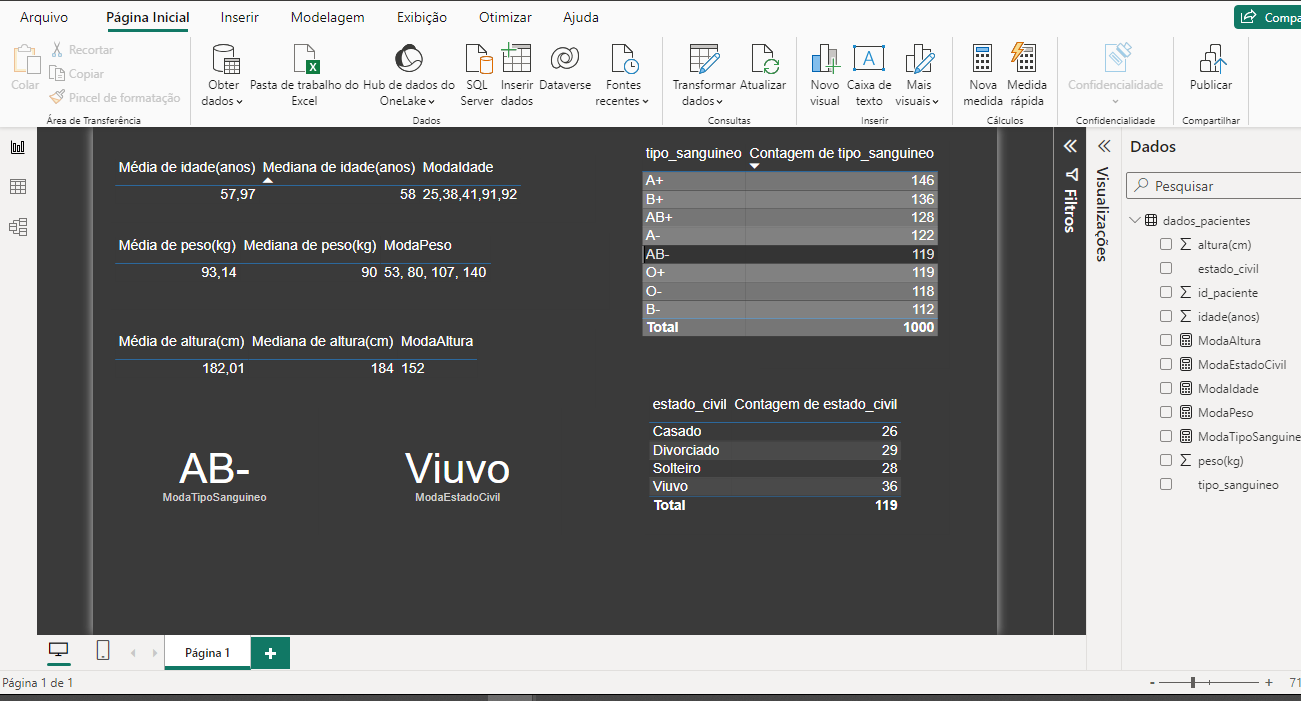 Arquivo Página Inicial Inserir Modelagem Exibição Otimizar Ajuda
Colar
Recortar
Copiar
Pincel de formatação
Área de Transferência
Obter dados
Pasta de trabalho do Excel
Hub de dados do OneLake
SQL Server
Inserir dados
Dataverse
Fontes recentes
Dados
Transformar dados
Atualizar
Consultas
Novo visual
Caixa de texto
Mais visuais
Inserir
Nova medida
Medida rápida
Cálculos
Confidencialidade
Confidencialidade
Publicar
Compartilhar
Média de idade(anos) Mediana de idade(anos) ModaIdade
57,97 58 25,38,41,91,92
Média de peso(kg) Mediana de peso(kg) ModaPeso
93,14 90 53, 80, 107, 140
Média de altura(cm) Mediana de altura(cm) ModaAltura
182,01 184 152
AB-
ModaTipoSanguineo
Viuvo
ModaEstadoCivil
tipo_sanguineo Contagem de tipo_sanguineo
A+ 146
B+ 136
AB+ 128
A- 122
AB- 119
O+ 119
O- 118
B- 112
Total 1000
estado_civil Contagem de estado_civil
Casado 26
Divorciado 29
Solteiro 28
Viuvo 36
Total 119
Filtros
Visualizações
Dados
Pesquisar
dados_pacientes
altura(cm)
estado_civil
id_paciente
idade(anos)
ModaAltura
ModaEstadoCivil
ModaIdade
ModaPeso
ModaTipoSanguine
peso(kg)
tipo_sanguineo
Página 1
Página 1 de 1
- + 71